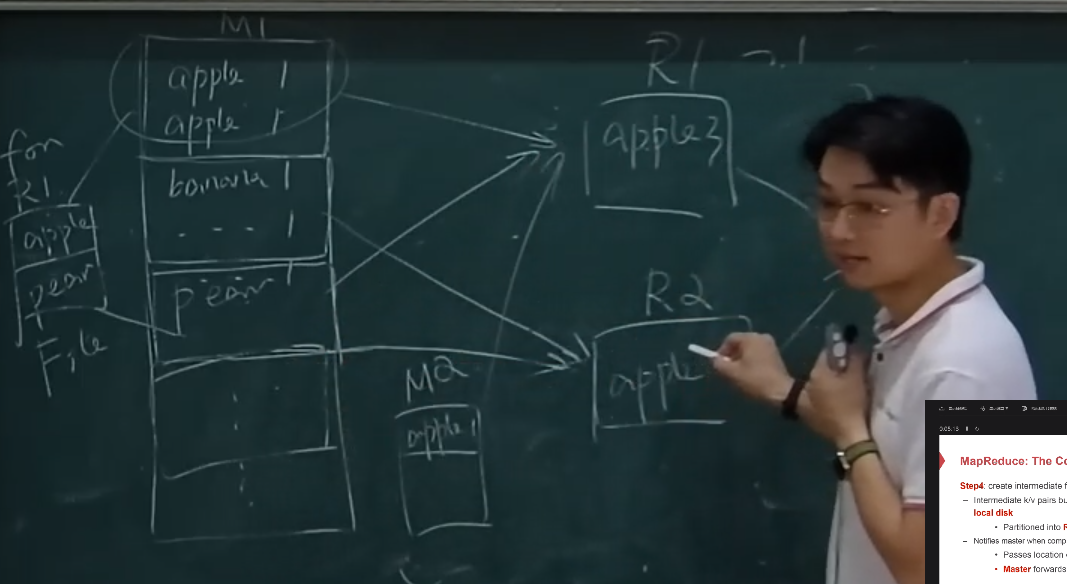 M1
apple 1
apple 1
banana 1
. - - - 1
pear 1
for
R1
apple
pear
File
M2
apple 1
R1
apple 3
R2
apple
MapReduce: The Co
Step4: create intermediate f
– Intermediate k/v pairs bu
local disk
• Partitioned into R
– Notifies master when comp
• Passes location
• Master forwards